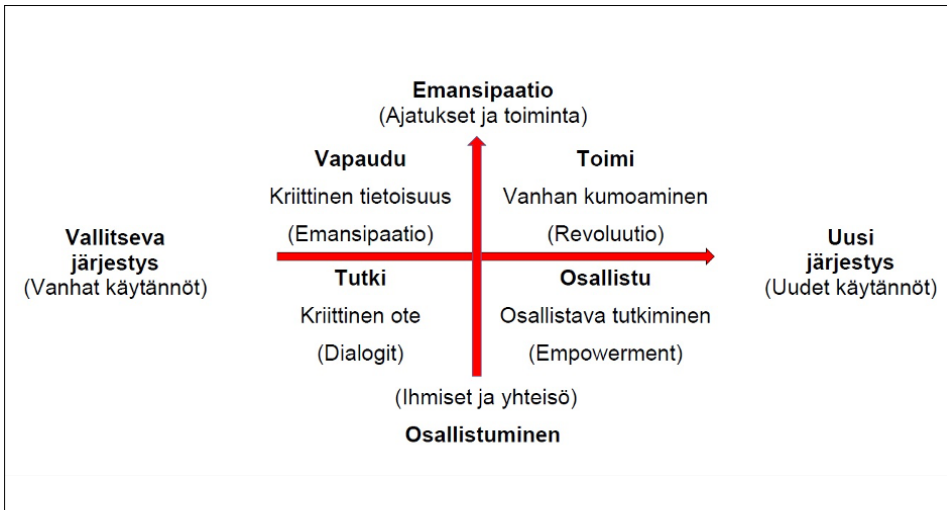 Emansipaatio
(Ajatukset ja toiminta)
Vapaudu
Kriittinen tietoisuus
(Emansipaatio)
Toimi
Vanhan kumoaminen
(Revoluutio)
Vallitseva
järjestys
(Vanhat käytännöt)
Uusi
järjestys
(Uudet käytännöt)
Tutki
Kriittinen ote
(Dialogit)
Osallistu
Osallistava tutkiminen
(Empowerment)
(Ihmiset ja yhteisö)
Osallistuminen